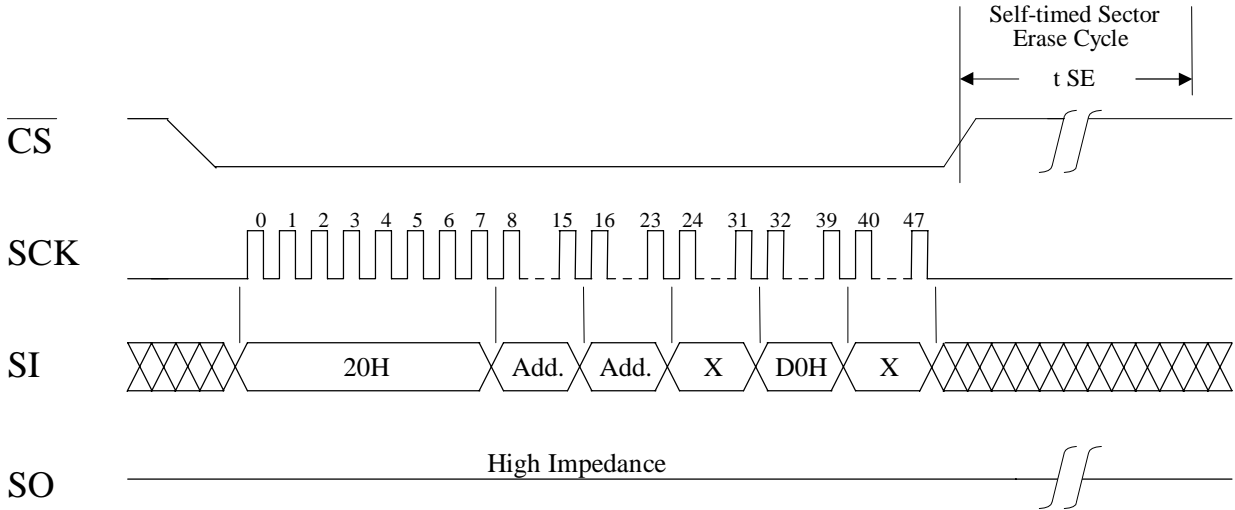 Self-timed Sector
Erase Cycle
t SE
CS
SCK
0 1 2 3 4 5 6 7 8 15 16 23 24 31 32 39 40 47
SI
20H Add. Add. X D0H X
High Impedance
SO